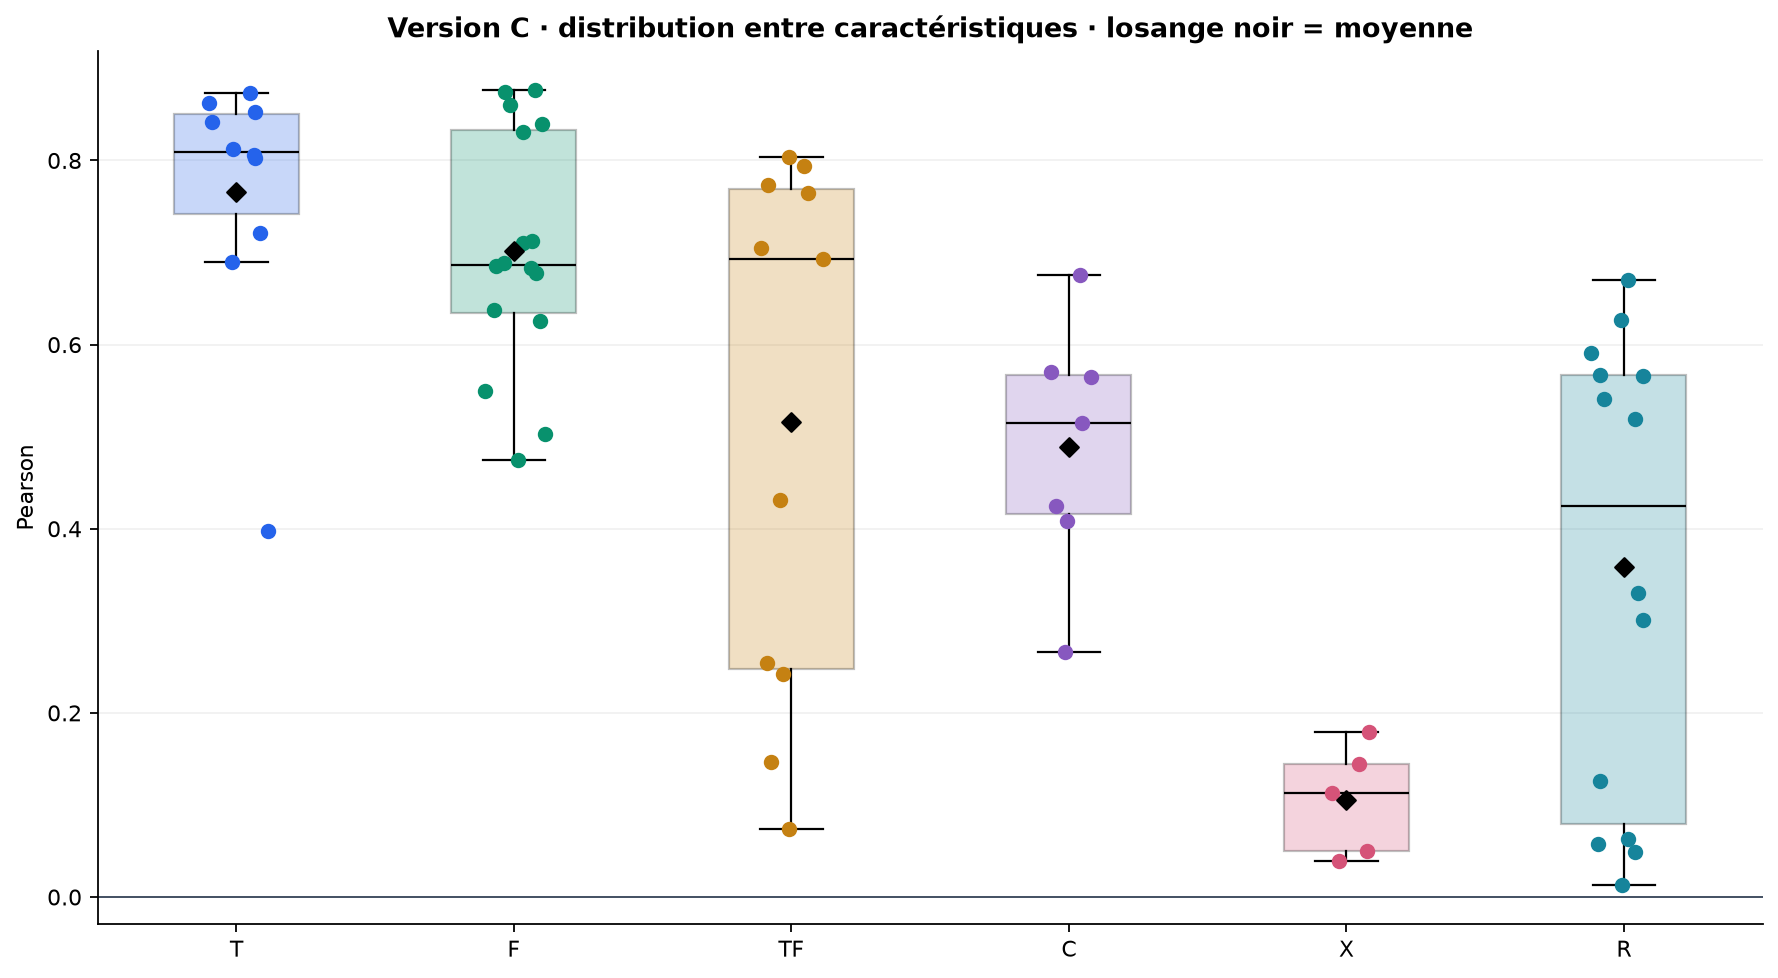 Version C · distribution entre caractéristiques · losange noir = moyenne
Pearson
0.8
0.6
0.4
0.2
0.0
T F TF C X R